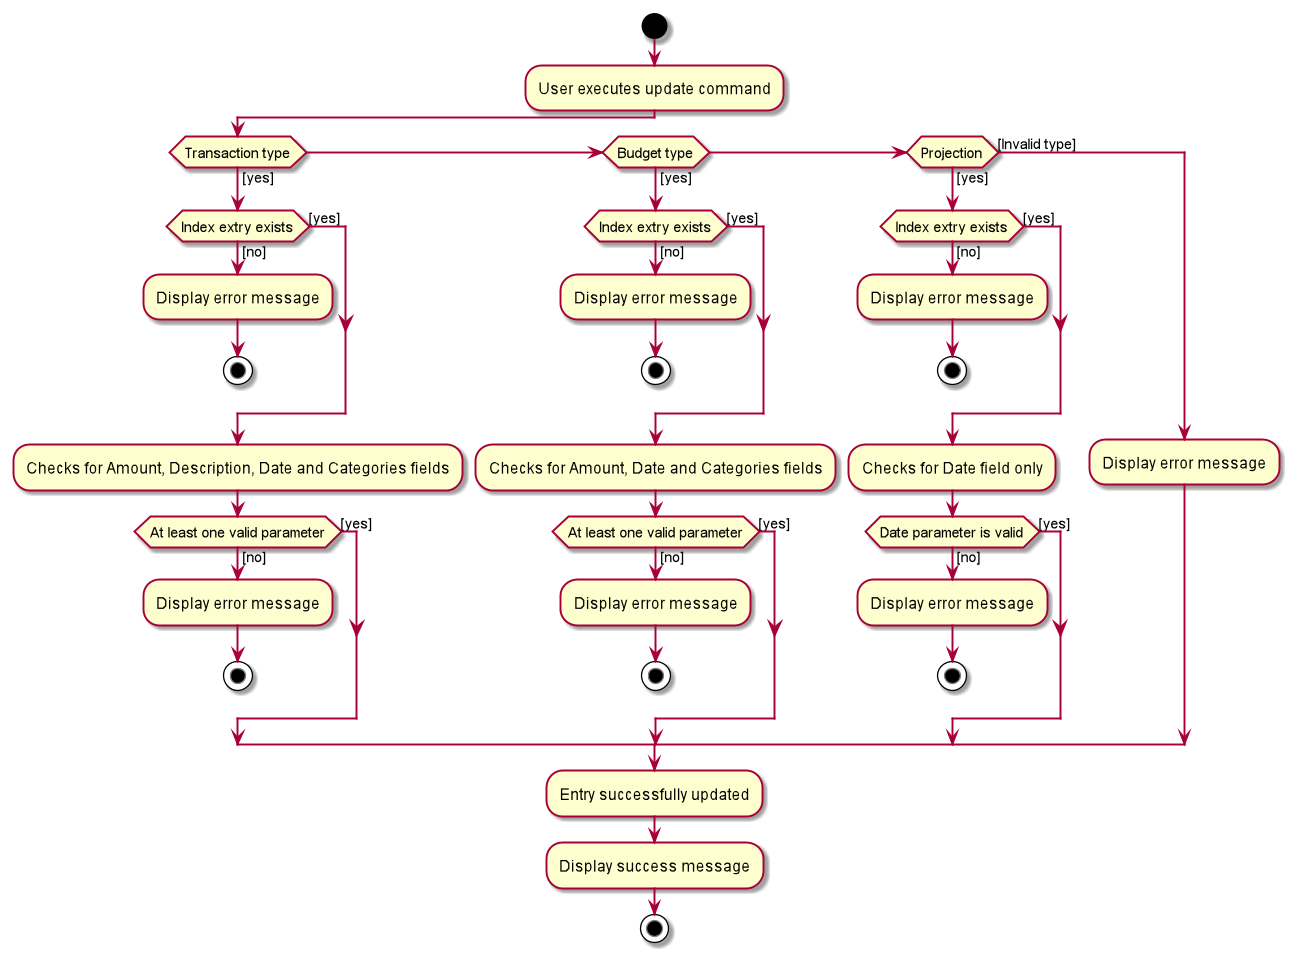 User executes update command
Transaction type
Budget type
Projection
[Invalid type]
[yes]
[yes]
[yes]
Index extry exists
[yes]
Index extry exists
[yes]
Index extry exists
[yes]
[no]
[no]
[no]
Display error message
Display error message
Display error message
Checks for Amount, Description, Date and Categories fields
Checks for Amount, Date and Categories fields
Checks for Date field only
Display error message
At least one valid parameter
[yes]
At least one valid parameter
[yes]
Date parameter is valid
[yes]
[no]
[no]
[no]
Display error message
Display error message
Display error message
Entry successfully updated
Display success message